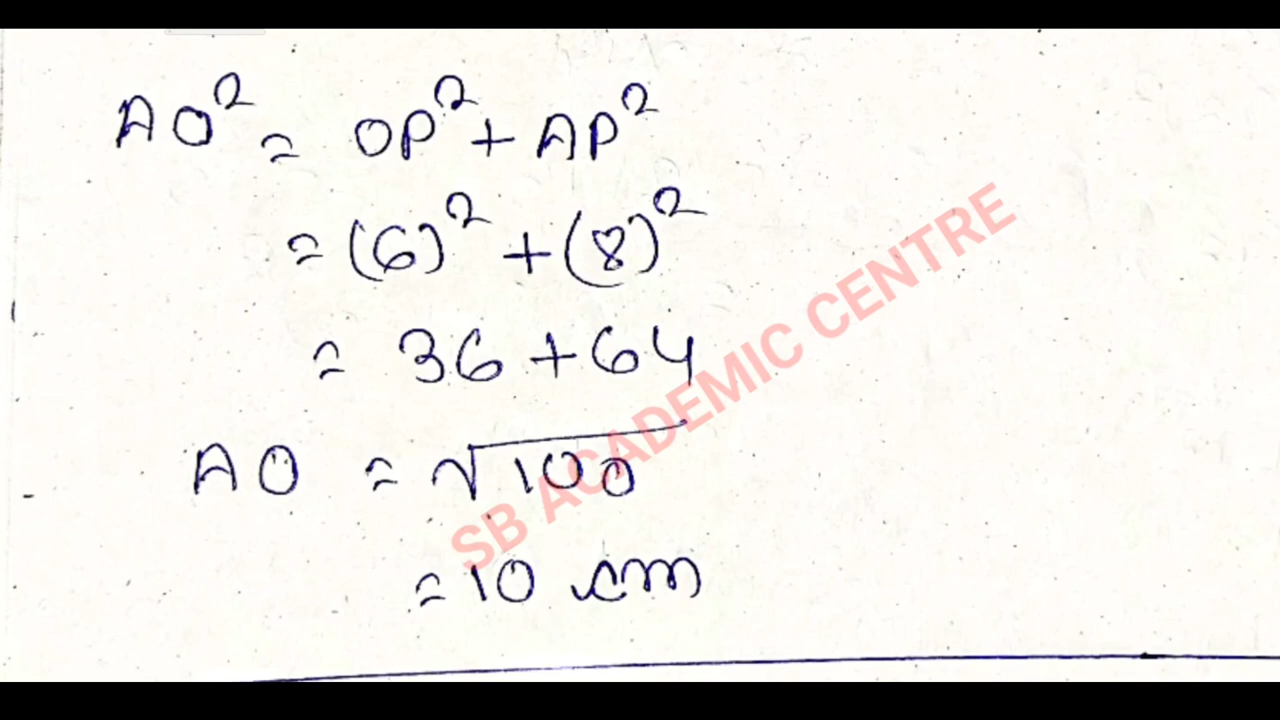 AO² = OP² + AP²
= (6)² + (8)²
= 36 + 64
AO = √100
= 10 cm
SB ACADEMIC CENTRE